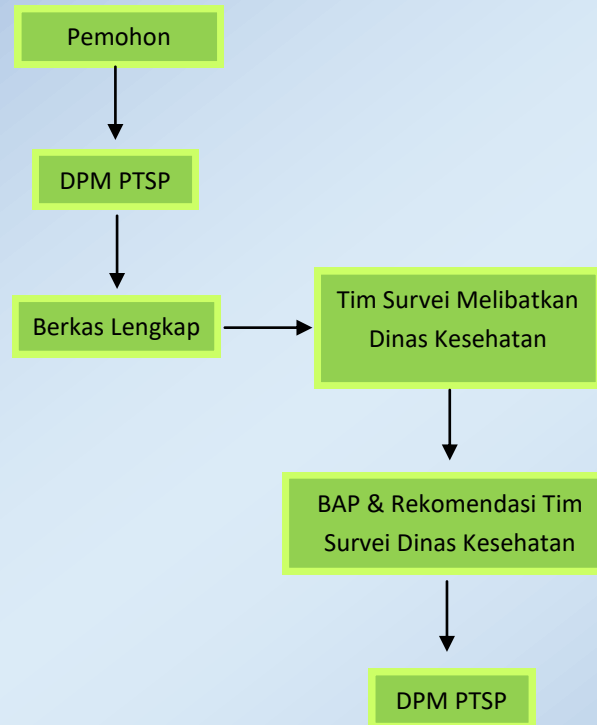 Pemohon
DPM PTSP
Berkas Lengkap
Tim Survei Melibatkan
Dinas Kesehatan
BAP & Rekomendasi Tim
Survei Dinas Kesehatan
DPM PTSP